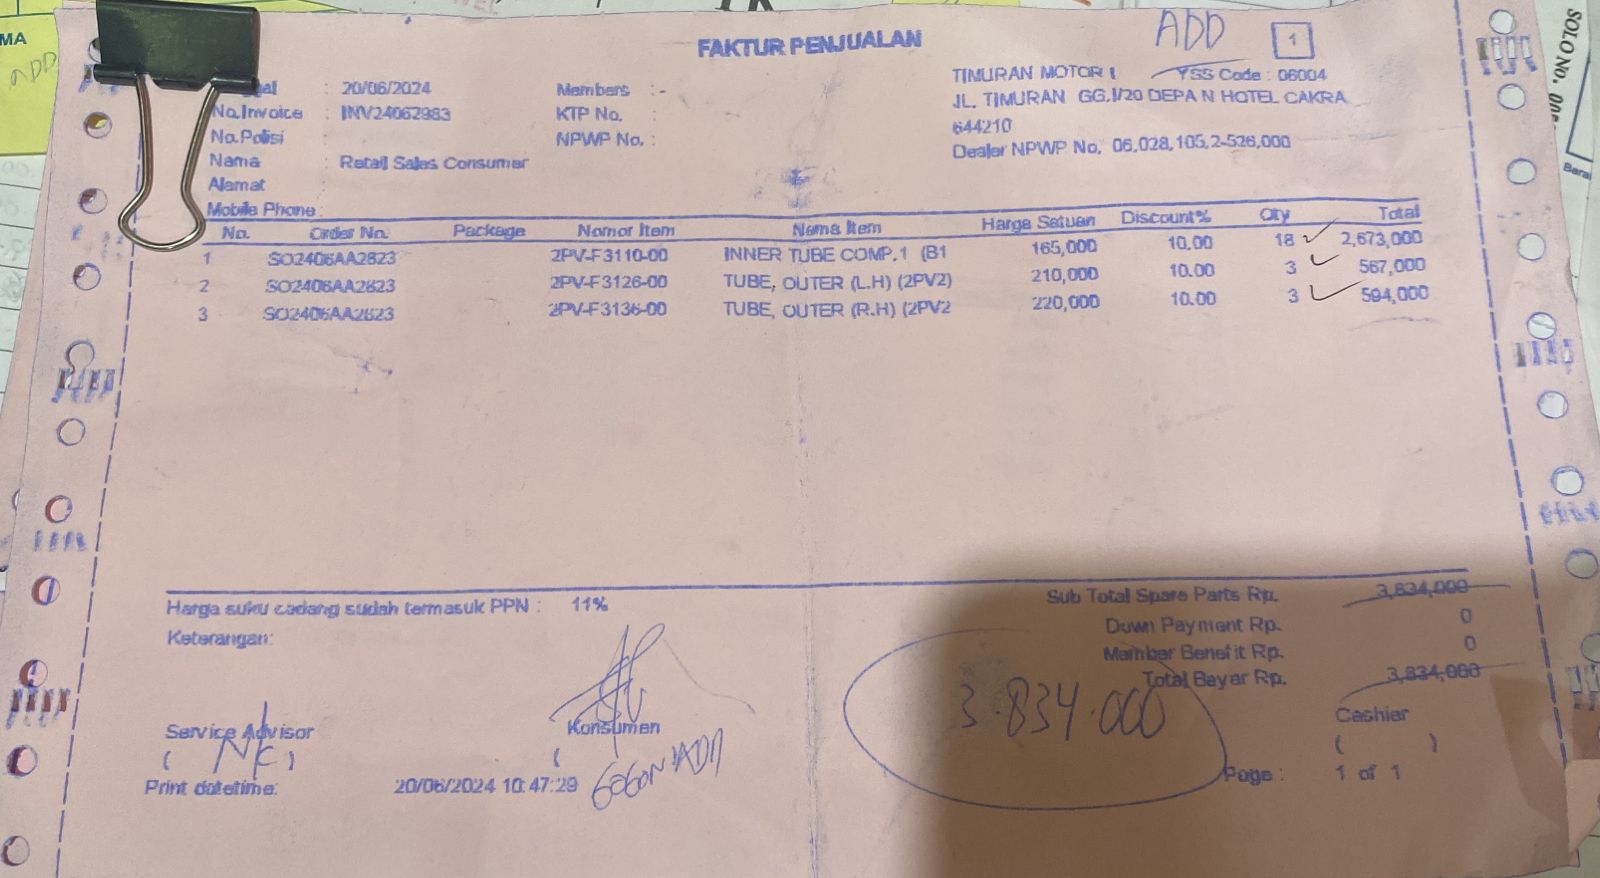 ADD
FAKTUR PENJUALAN 1
: 20/06/2024 Members : -
No.Invoice : INV24062983 KTP No. :
No.Polisi : NPWP No. :
Nama : Retail Sales Consumer
Alamat :
Mobile Phone :
TIMURAN MOTOR 1 YSS Code : 06004
JL. TIMURAN GG.I/20 DEPA N HOTEL CAKRA
644210
Dealer NPWP No. 06,028,105,2-526,000
No. Order No. Package Nomor Item Nama Item Harga Satuan Discount% Qty Total
1 SO2406AA2823 2PV-F3110-00 INNER TUBE COMP.1 (B1 165,000 10.00 18 2,673,000
2 SO2406AA2823 2PV-F3126-00 TUBE, OUTER (L.H) (2PV2) 210,000 10.00 3 567,000
3 SO2406AA2823 2PV-F3136-00 TUBE, OUTER (R.H) (2PV2 220,000 10.00 3 594,000
Harga suku cadang sudah termasuk PPN : 11%
Keterangan:
Sub Total Spare Parts Rp. 3,834,000
Down Payment Rp. 0
Member Benefit Rp. 0
Total Bayar Rp. 3,834,000
3.834.000
Service Advisor Konsumen Cashier
( ) ( ( )
Print datetime: 20/06/2024 10:47:29 Page : 1 of 1
MA
ADD
SOLO No.